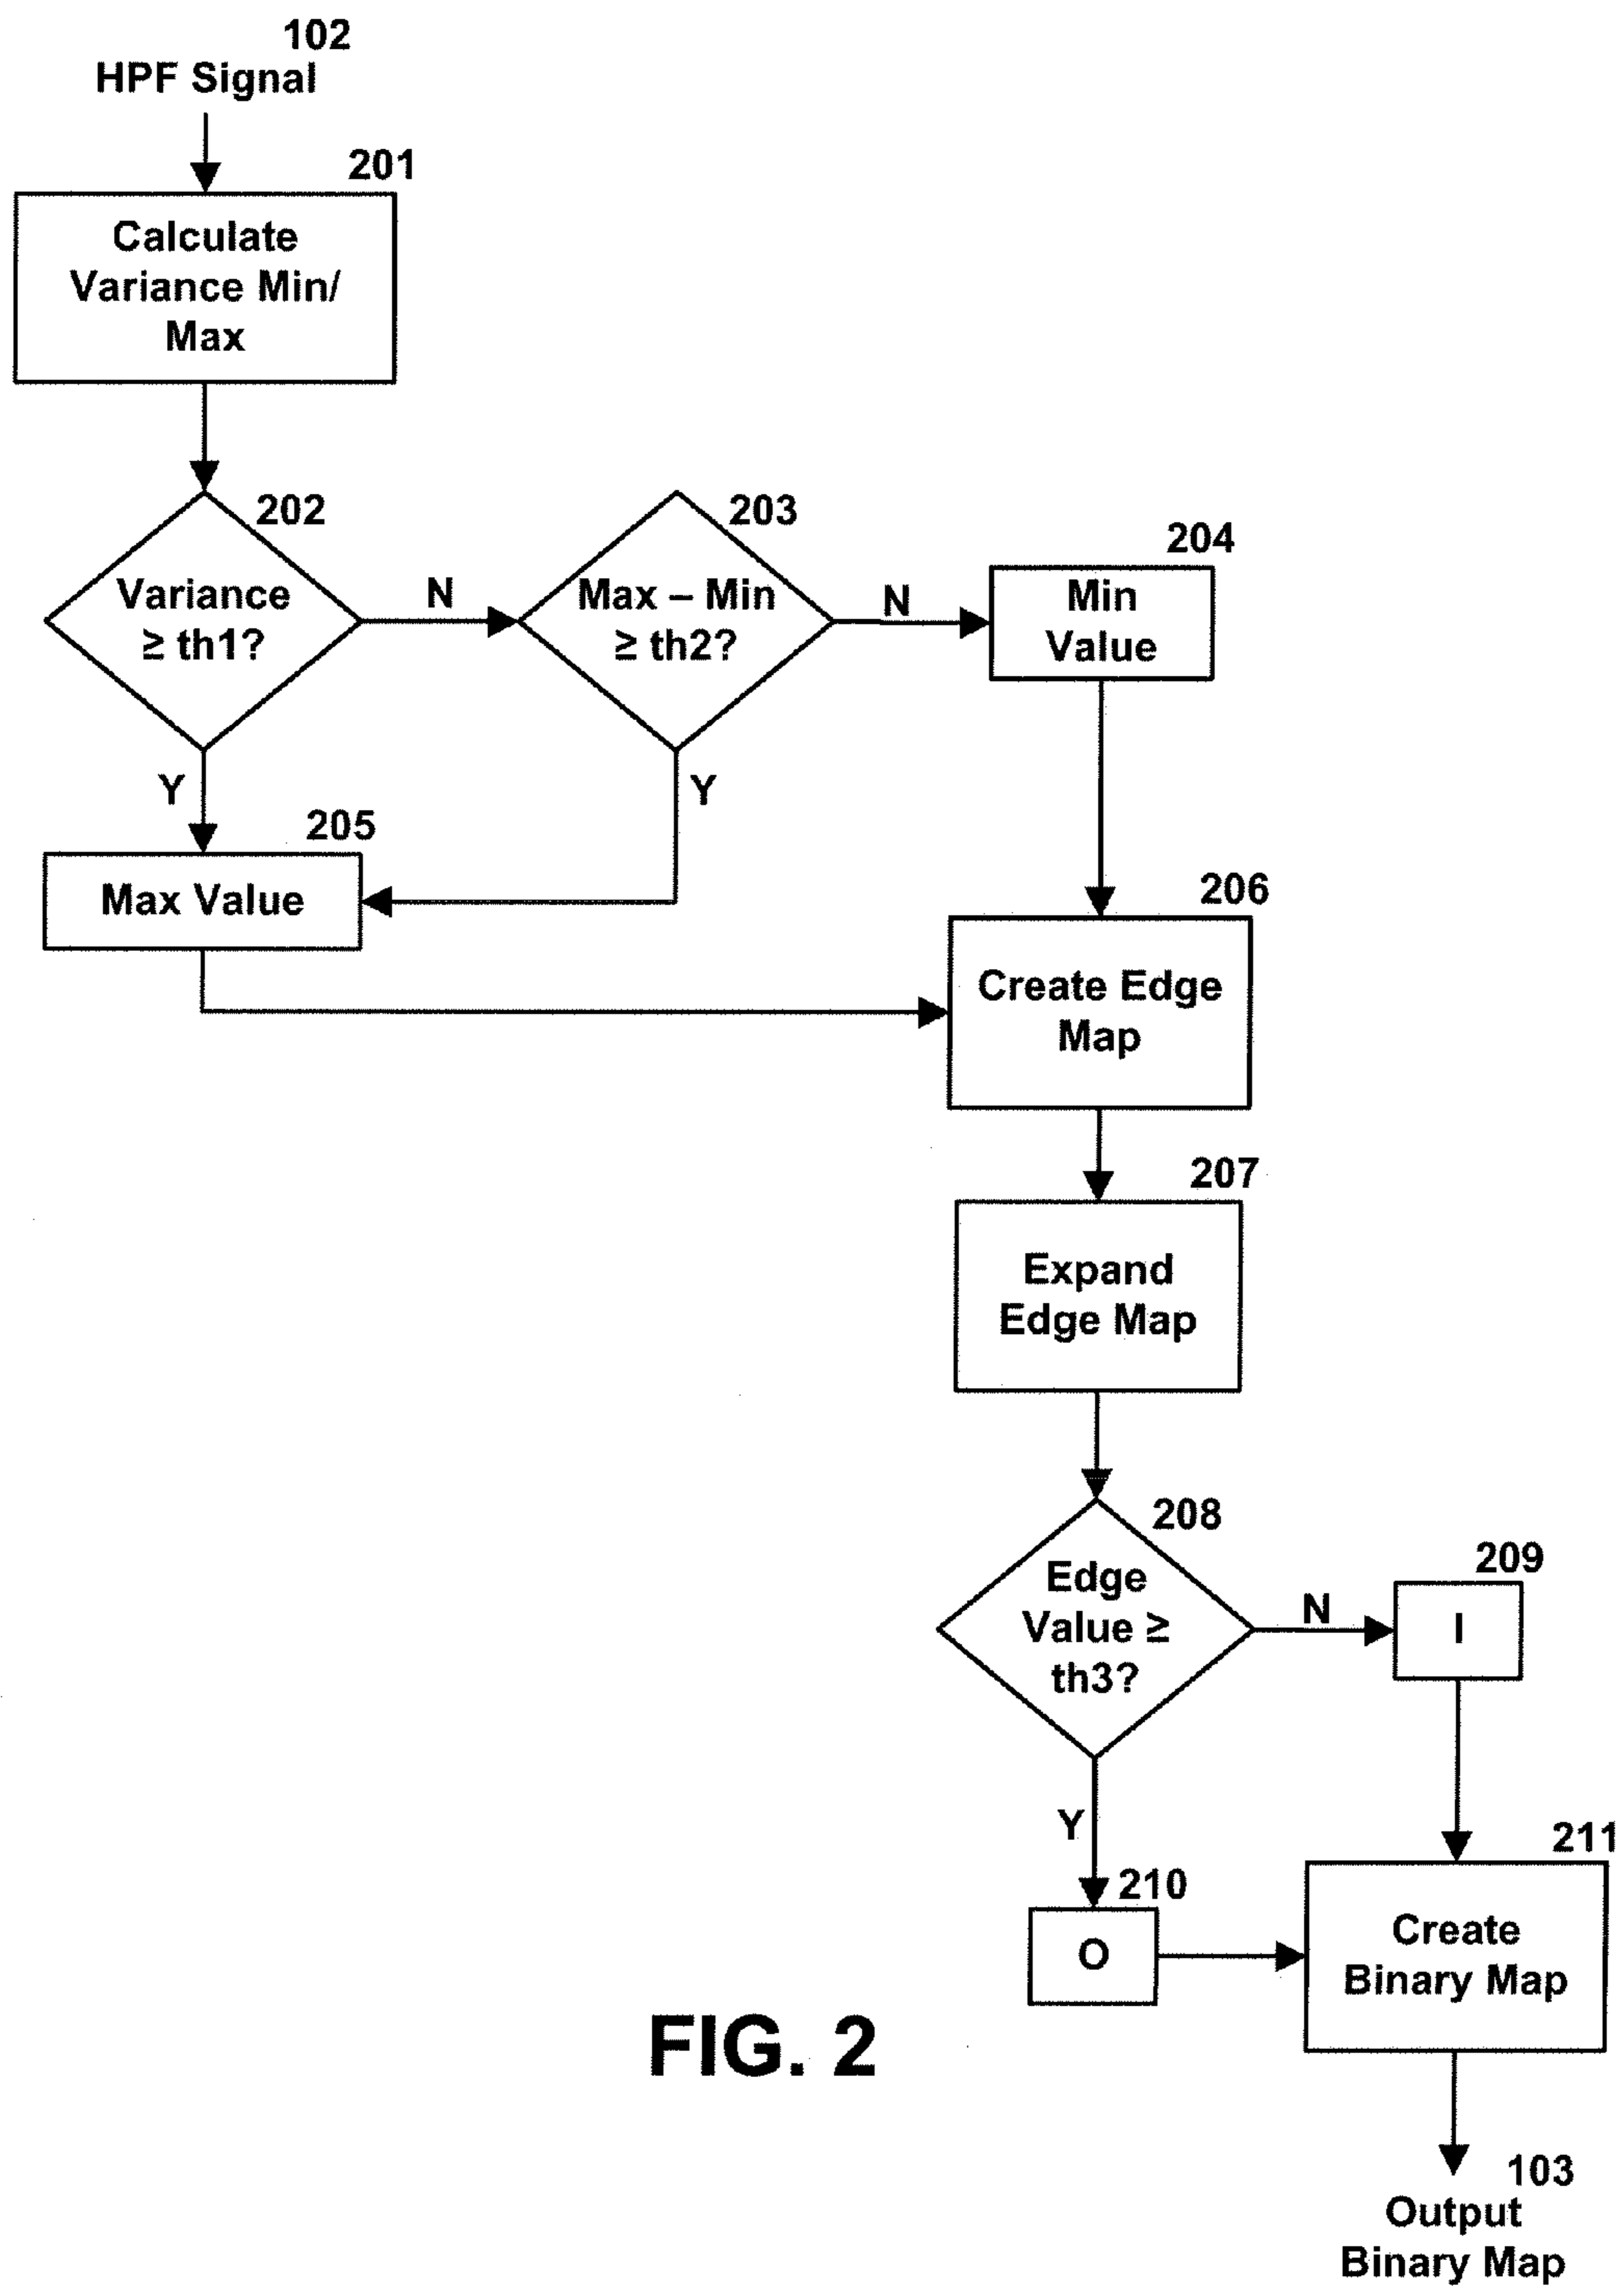 102
HPF Signal
201
Calculate
Variance Min/
Max
202
Variance
≥ th1?
N
203
Max – Min
≥ th2?
N
204
Min
Value
Y
Y
205
Max Value
206
Create Edge
Map
207
Expand
Edge Map
208
Edge
Value ≥
th3?
N
209
I
Y
210
O
211
Create
Binary Map
FIG. 2
103
Output
Binary Map